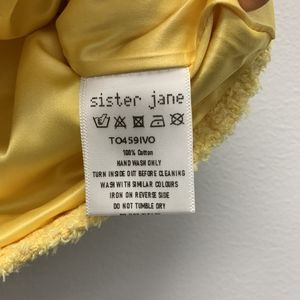 sister jane
TO459IVO
100% Cotton
HAND WASH ONLY
TURN INSIDE OUT BEFORE CLEANING
WASH WITH SIMILAR COLOURS
IRON ON REVERSE SIDE
DO NOT TUMBLE DRY